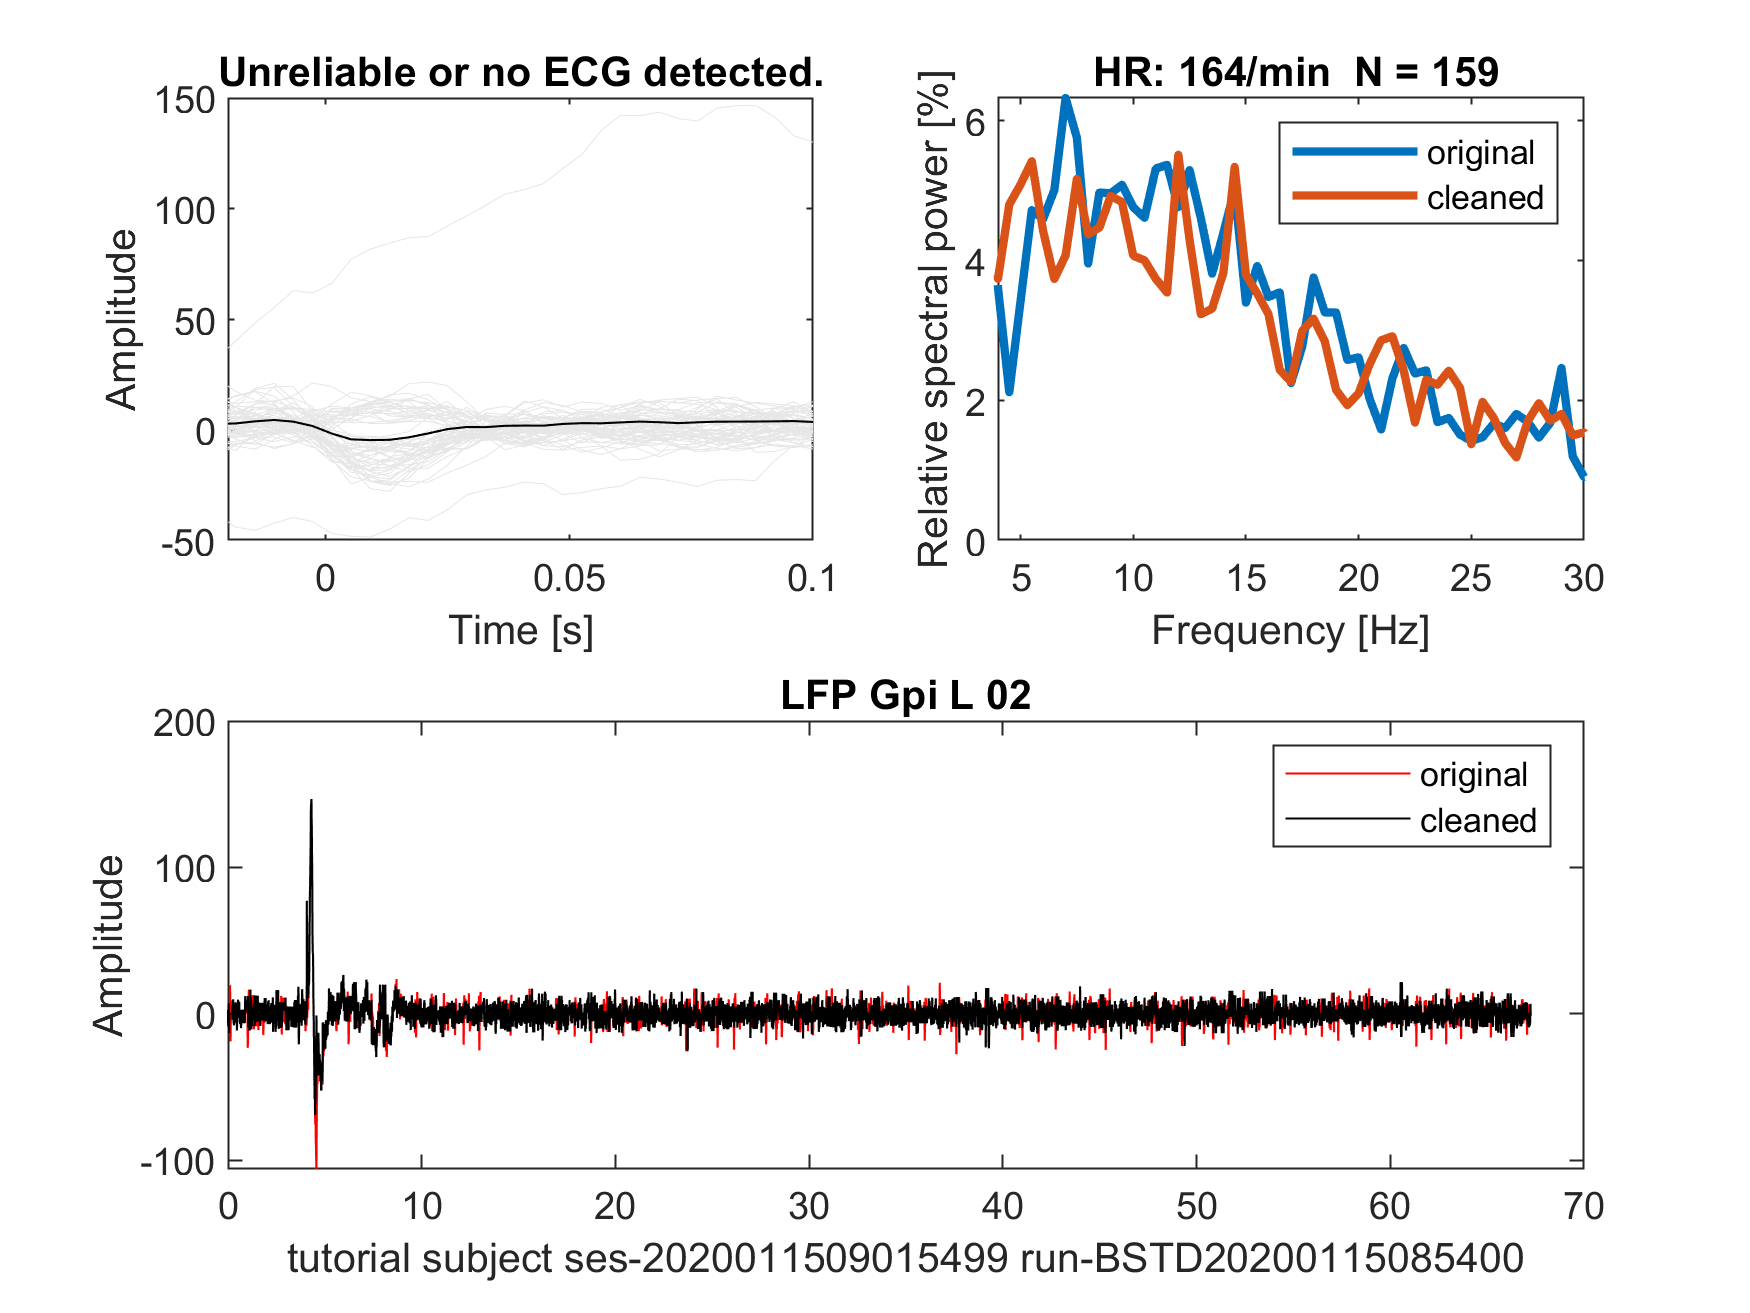 Unreliable or no ECG detected.
150
100
50
0
-50
Amplitude
0
0.05
0.1
Time [s]
HR: 164/min  N = 159
6
4
2
0
Relative spectral power [%]
original
cleaned
5
10
15
20
25
30
Frequency [Hz]
LFP Gpi L 02
200
100
0
-100
Amplitude
original
cleaned
0
10
20
30
40
50
60
70
tutorial subject ses-2020011509015499 run-BSTD20200115085400